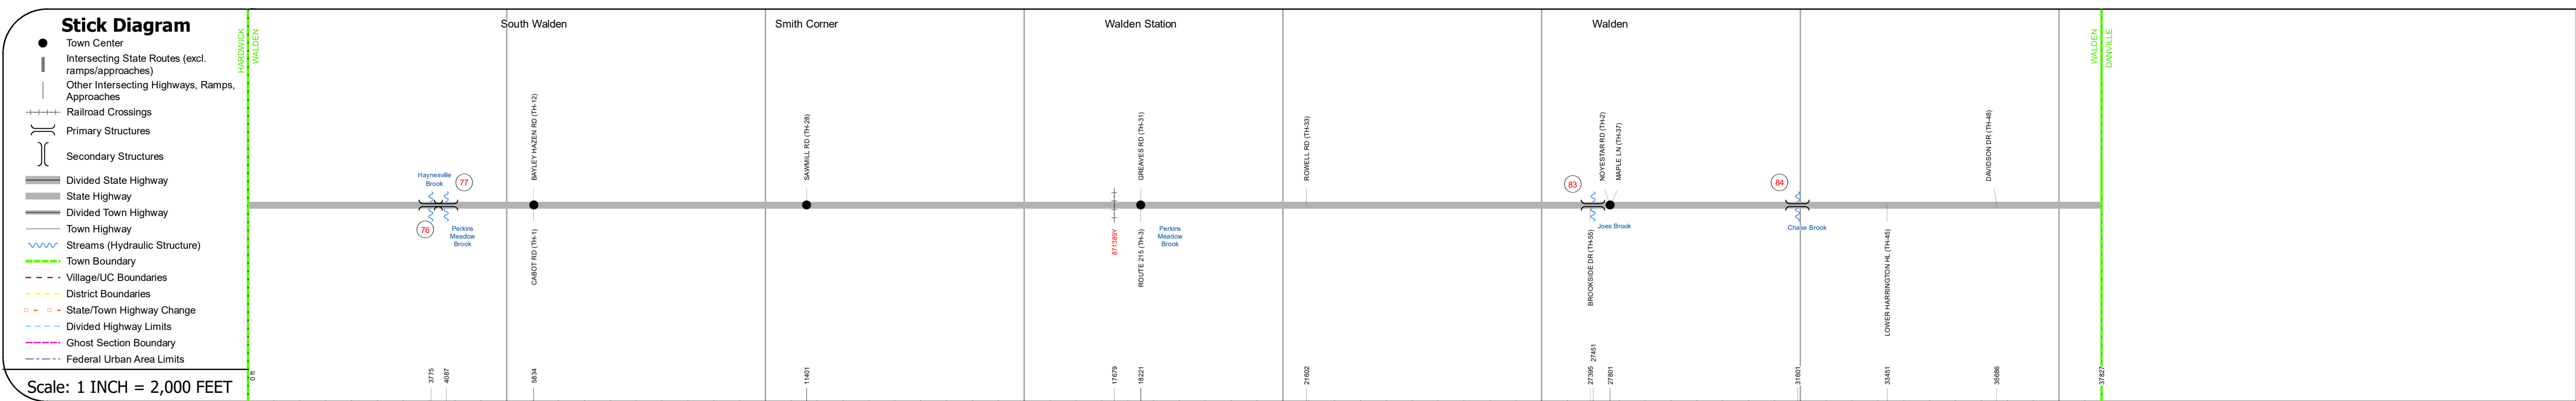 Stick Diagram
Town Center
Intersecting State Routes (excl.
ramps/approaches)
Other Intersecting Highways, Ramps,
Approaches
Railroad Crossings
Primary Structures
Secondary Structures
Divided State Highway
State Highway
Divided Town Highway
Town Highway
Streams (Hydraulic Structure)
Town Boundary
Village/UC Boundaries
District Boundaries
State/Town Highway Change
Divided Highway Limits
Ghost Section Boundary
Federal Urban Area Limits
Scale: 1 INCH = 2,000 FEET
HARDWICK
WALDEN
South Walden
Smith Corner
Walden Station
Walden
WALDEN
DANVILLE
Haynesville
Brook
77
76
Perkins
Meadow
Brook
BAYLEY HAZEN RD (TH-12)
CABOT RD (TH-1)
SAWMILL RD (TH-28)
871389Y
GREAVES RD (TH-31)
ROUTE 215 (TH-3)
Perkins
Meadow
Brook
ROWELL RD (TH-33)
83
BROOKSIDE DR (TH-55)
Joes Brook
NOYESTAR RD (TH-2)
MAPLE LN (TH-37)
84
Chase Brook
LOWER HARRINGTON HL (TH-45)
DAVIDSON DR (TH-48)
0 ft
3775
4087
5834
11401
17679
18221
21602
27395
27451
27801
31601
33451
35686
37827